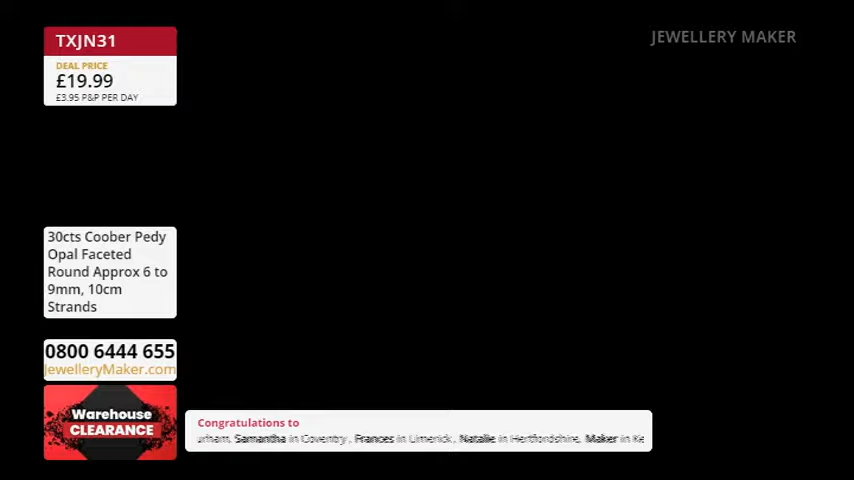 TXJN31
JEWELLERY MAKER
DEAL PRICE
£19.99
£3.95 P&P PER DAY
30cts Coober Pedy
Opal Faceted
Round Approx 6 to
9mm, 10cm
Strands
0800 6444 655
JewelleryMaker.com
Warehouse
CLEARANCE
Congratulations to
urham, Samantha in Coventry, Frances in Limerick, Natalie in Hertfordshire, Maker in Ke